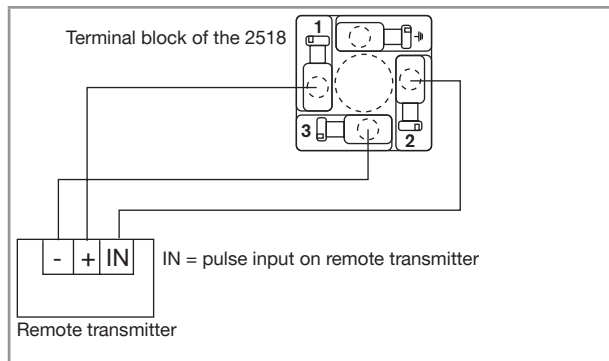 Terminal block of the 2518
1
3
2
- + IN
IN = pulse input on remote transmitter
Remote transmitter